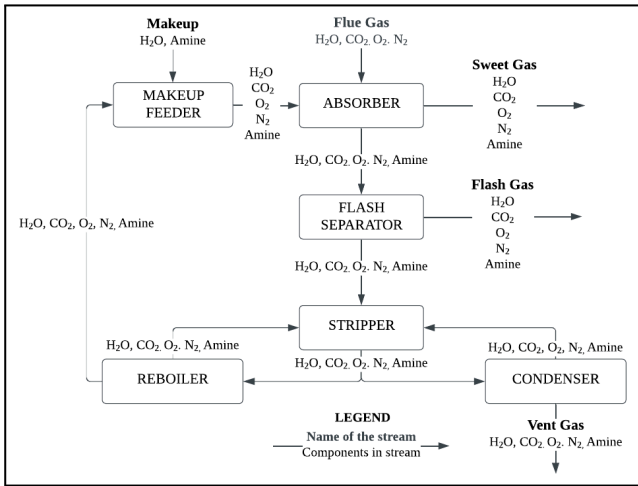 Makeup
H₂O, Amine
Flue Gas
H₂O, CO₂, O₂. N₂
MAKEUP
FEEDER
H₂O
CO₂
O₂
N₂
Amine
ABSORBER
Sweet Gas
H₂O
CO₂
O₂
N₂
Amine
H₂O, CO₂, O₂. N₂, Amine
FLASH
SEPARATOR
Flash Gas
H₂O
CO₂
O₂
N₂
Amine
H₂O, CO₂, O₂, N₂, Amine
H₂O, CO₂, O₂. N₂, Amine
STRIPPER
H₂O, CO₂, O₂. N₂, Amine
H₂O, CO₂, O₂. N₂, Amine
H₂O, CO₂, O₂, N₂, Amine
REBOILER
CONDENSER
LEGEND
Name of the stream
Components in stream
Vent Gas
H₂O, CO₂, O₂. N₂, Amine